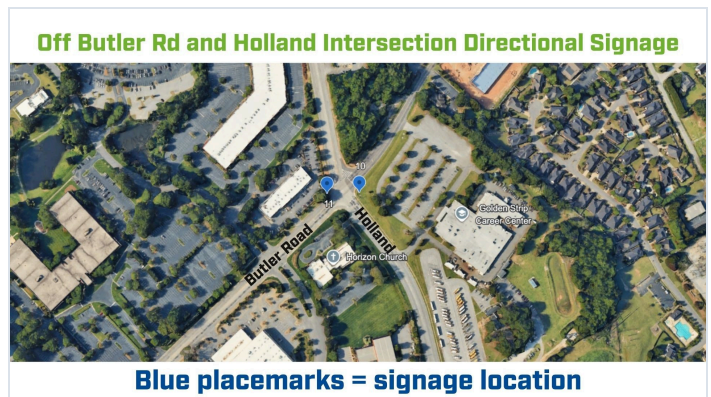 Off Butler Rd and Holland Intersection Directional Signage
10
11
Golden Strip
Career Center
Holland
Butler Road
Horizon Church
Blue placemarks = signage location